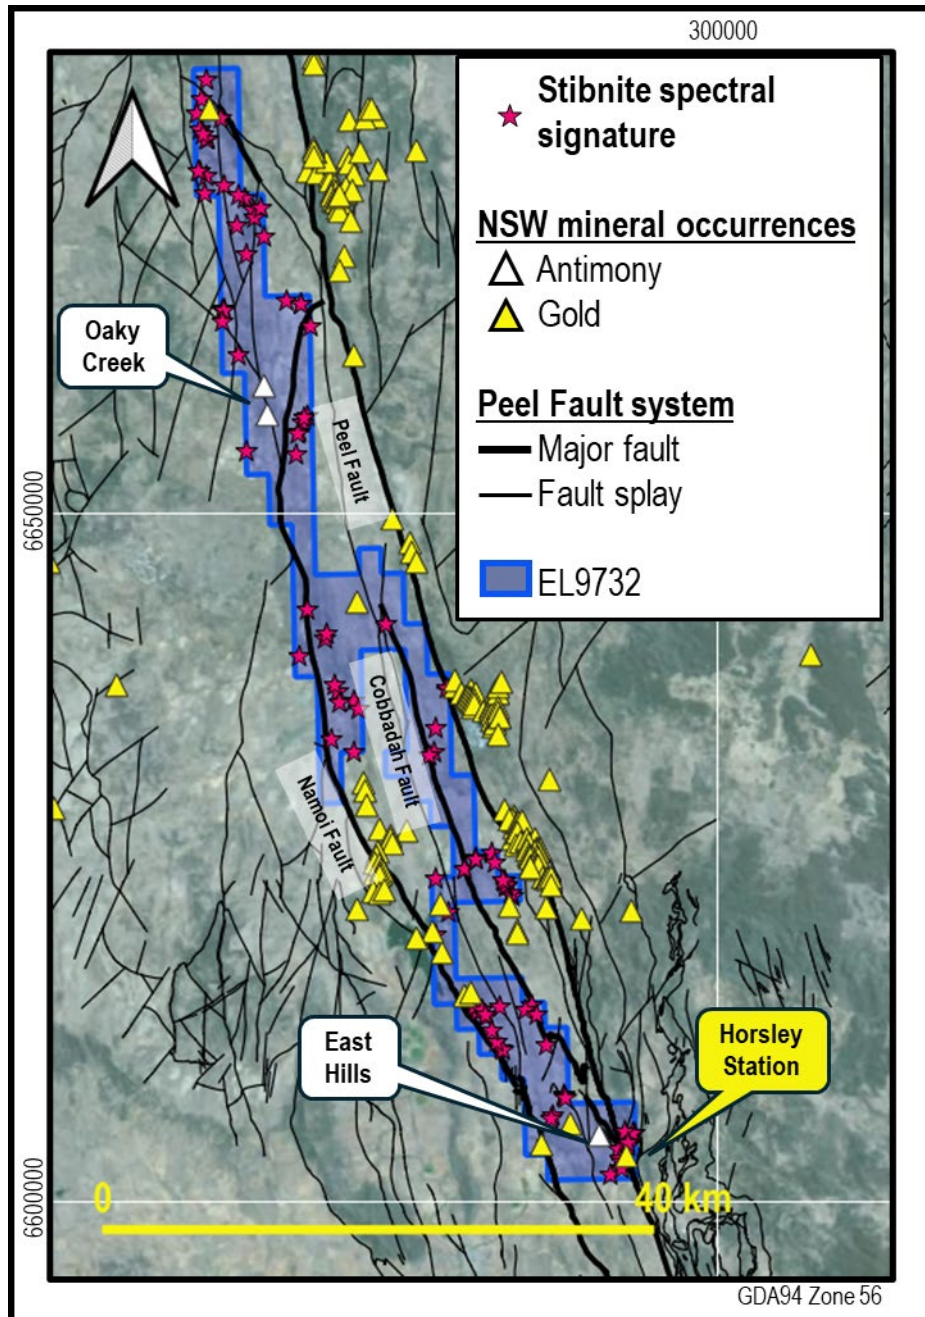 300000
Stibnite spectral
signature
NSW mineral occurrences
Antimony
Gold
Peel Fault system
Major fault
Fault splay
EL9732
Oaky
Creek
Peel Fault
6650000
Cobbadah Fault
Namoi Fault
East
Hills
Horsley
Station
6600000
0
40 km
GDA94 Zone 56